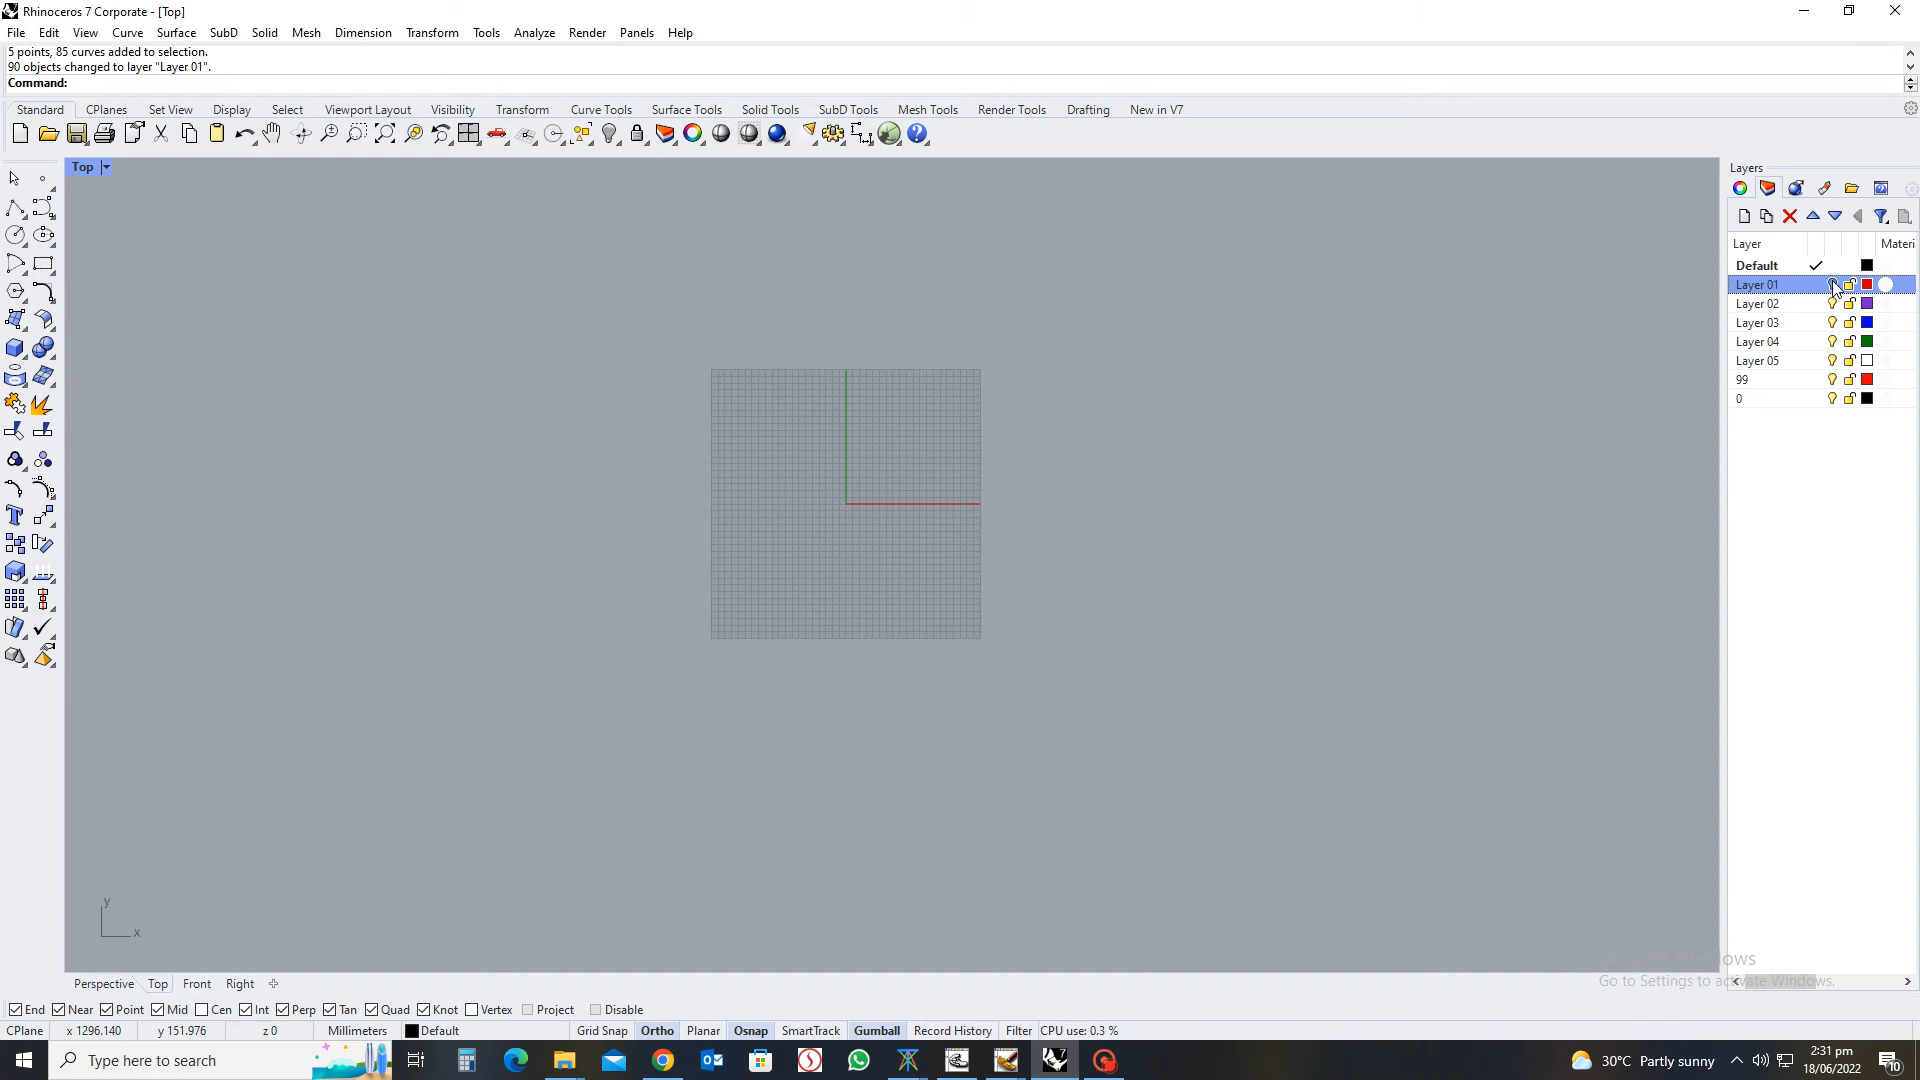 Rhinoceros 7 Corporate - [Top]
File Edit View Curve Surface SubD Solid Mesh Dimension Transform Tools Analyze Render Panels Help
5 points, 85 curves added to selection.
90 objects changed to layer "Layer 01".
Command:
Standard CPlanes Set View Display Select Viewport Layout Visibility Transform Curve Tools Surface Tools Solid Tools SubD Tools Mesh Tools Render Tools Drafting New in V7
Top
Layers
Layer Materi
Default
Layer 01
Layer 02
Layer 03
Layer 04
Layer 05
99
0
y
x
Go to Settings to activate Windows.
Perspective Top Front Right
End Near Point Mid Cen Int Perp Tan Quad Knot Vertex Project Disable
CPlane x 1296.140 y 151.976 z 0 Millimeters Default Grid Snap Ortho Planar Osnap SmartTrack Gumball Record History Filter CPU use: 0.3 %
Type here to search
30°C Partly sunny
2:31 pm
18/06/2022
10